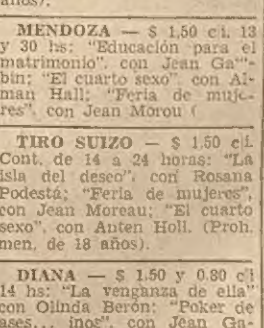 años).
MENDOZA — $ 1,50 c|i. 13
y 30 hs: "Educación para el
matrimonio", con Jean Ga-
bin; "El cuarto sexo" con Al-
man Hall; "Feria de muje-
res", con Jean Morou (
TIRO SUIZO — $ 1.50 c|i.
Cont. de 14 a 24 horas: "La
isla del deseo", con Rosana
Podestá; "Feria de mujeres",
con Jean Moreau; "El cuarto
sexo", con Anten Holl. (Proh.
men. de 18 años).
DIANA — $ 1.50 y 0.80 c|i
14 hs: "La venganza de ella"
con Olinda Berón; "Poker de
ases... inos", con Jean Ga-